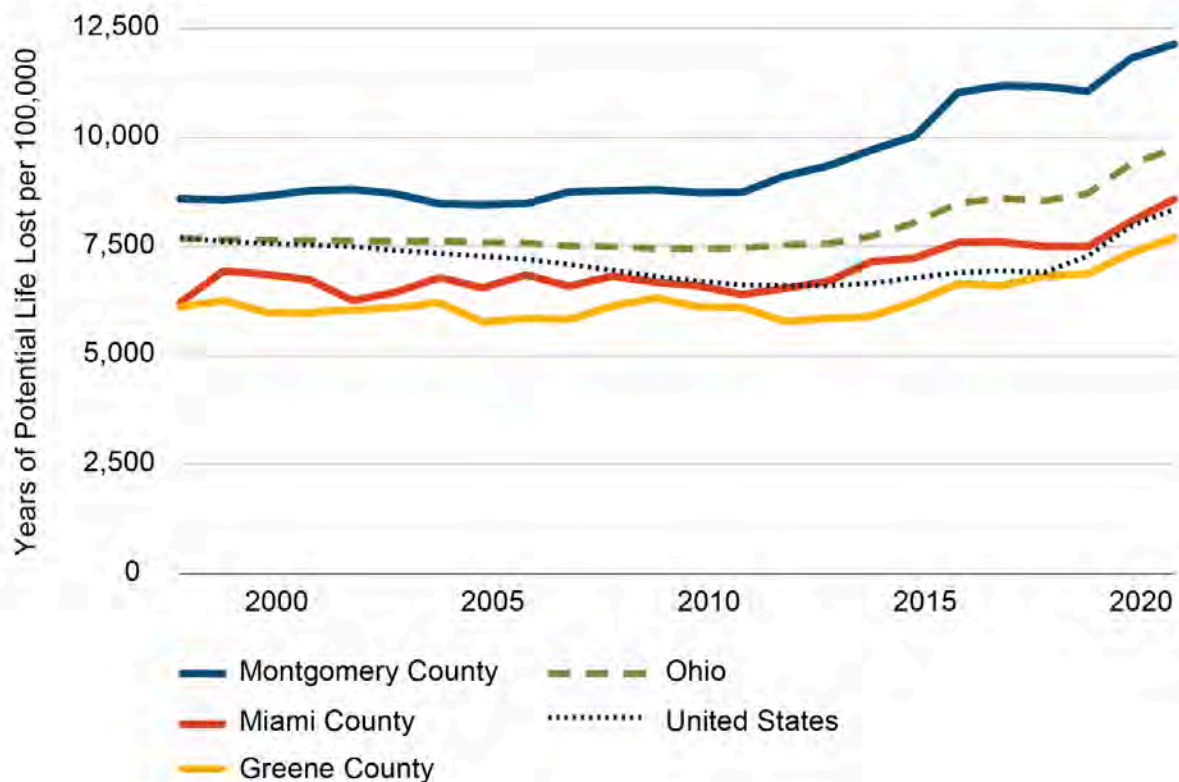 Years of Potential Life Lost per 100,000
12,500
10,000
7,500
5,000
2,500
0
2000 2005 2010 2015 2020
Montgomery County Ohio
Miami County United States
Greene County